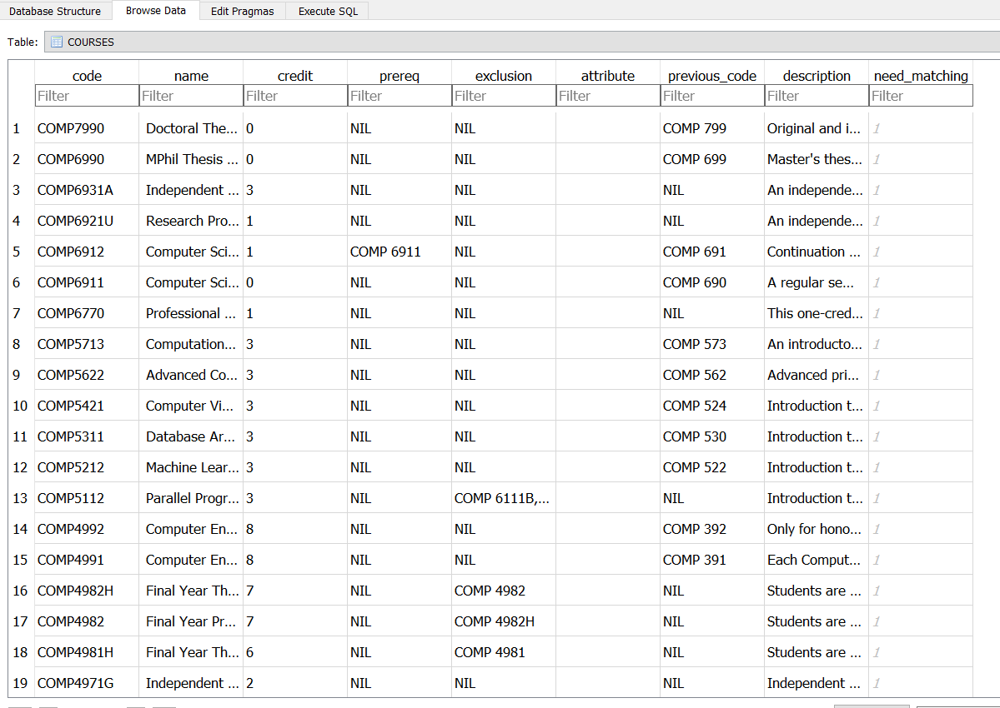 Database Structure Browse Data Edit Pragmas Execute SQL
Table: COURSES
code name credit prereq exclusion attribute previous_code description need_matching
Filter Filter Filter Filter Filter Filter Filter Filter Filter
1 COMP7990 Doctoral The... 0 NIL NIL COMP 799 Original and i... 1
2 COMP6990 MPhil Thesis ... 0 NIL NIL COMP 699 Master's thes... 1
3 COMP6931A Independent ... 3 NIL NIL NIL An independe... 1
4 COMP6921U Research Pro... 1 NIL NIL NIL An independe... 1
5 COMP6912 Computer Sci... 1 COMP 6911 NIL COMP 691 Continuation ... 1
6 COMP6911 Computer Sci... 0 NIL NIL COMP 690 A regular se... 1
7 COMP6770 Professional ... 1 NIL NIL NIL This one-cred... 1
8 COMP5713 Computation... 3 NIL NIL COMP 573 An introducto... 1
9 COMP5622 Advanced Co... 3 NIL NIL COMP 562 Advanced pri... 1
10 COMP5421 Computer Vi... 3 NIL NIL COMP 524 Introduction t... 1
11 COMP5311 Database Ar... 3 NIL NIL COMP 530 Introduction t... 1
12 COMP5212 Machine Lear... 3 NIL NIL COMP 522 Introduction t... 1
13 COMP5112 Parallel Progr... 3 NIL COMP 6111B,... NIL Introduction t... 1
14 COMP4992 Computer En... 8 NIL NIL COMP 392 Only for hono... 1
15 COMP4991 Computer En... 8 NIL NIL COMP 391 Each Comput... 1
16 COMP4982H Final Year Th... 7 NIL COMP 4982 NIL Students are ... 1
17 COMP4982 Final Year Pr... 7 NIL COMP 4982H NIL Students are ... 1
18 COMP4981H Final Year Th... 6 NIL COMP 4981 NIL Students are ... 1
19 COMP4971G Independent ... 2 NIL NIL NIL Independent ... 1